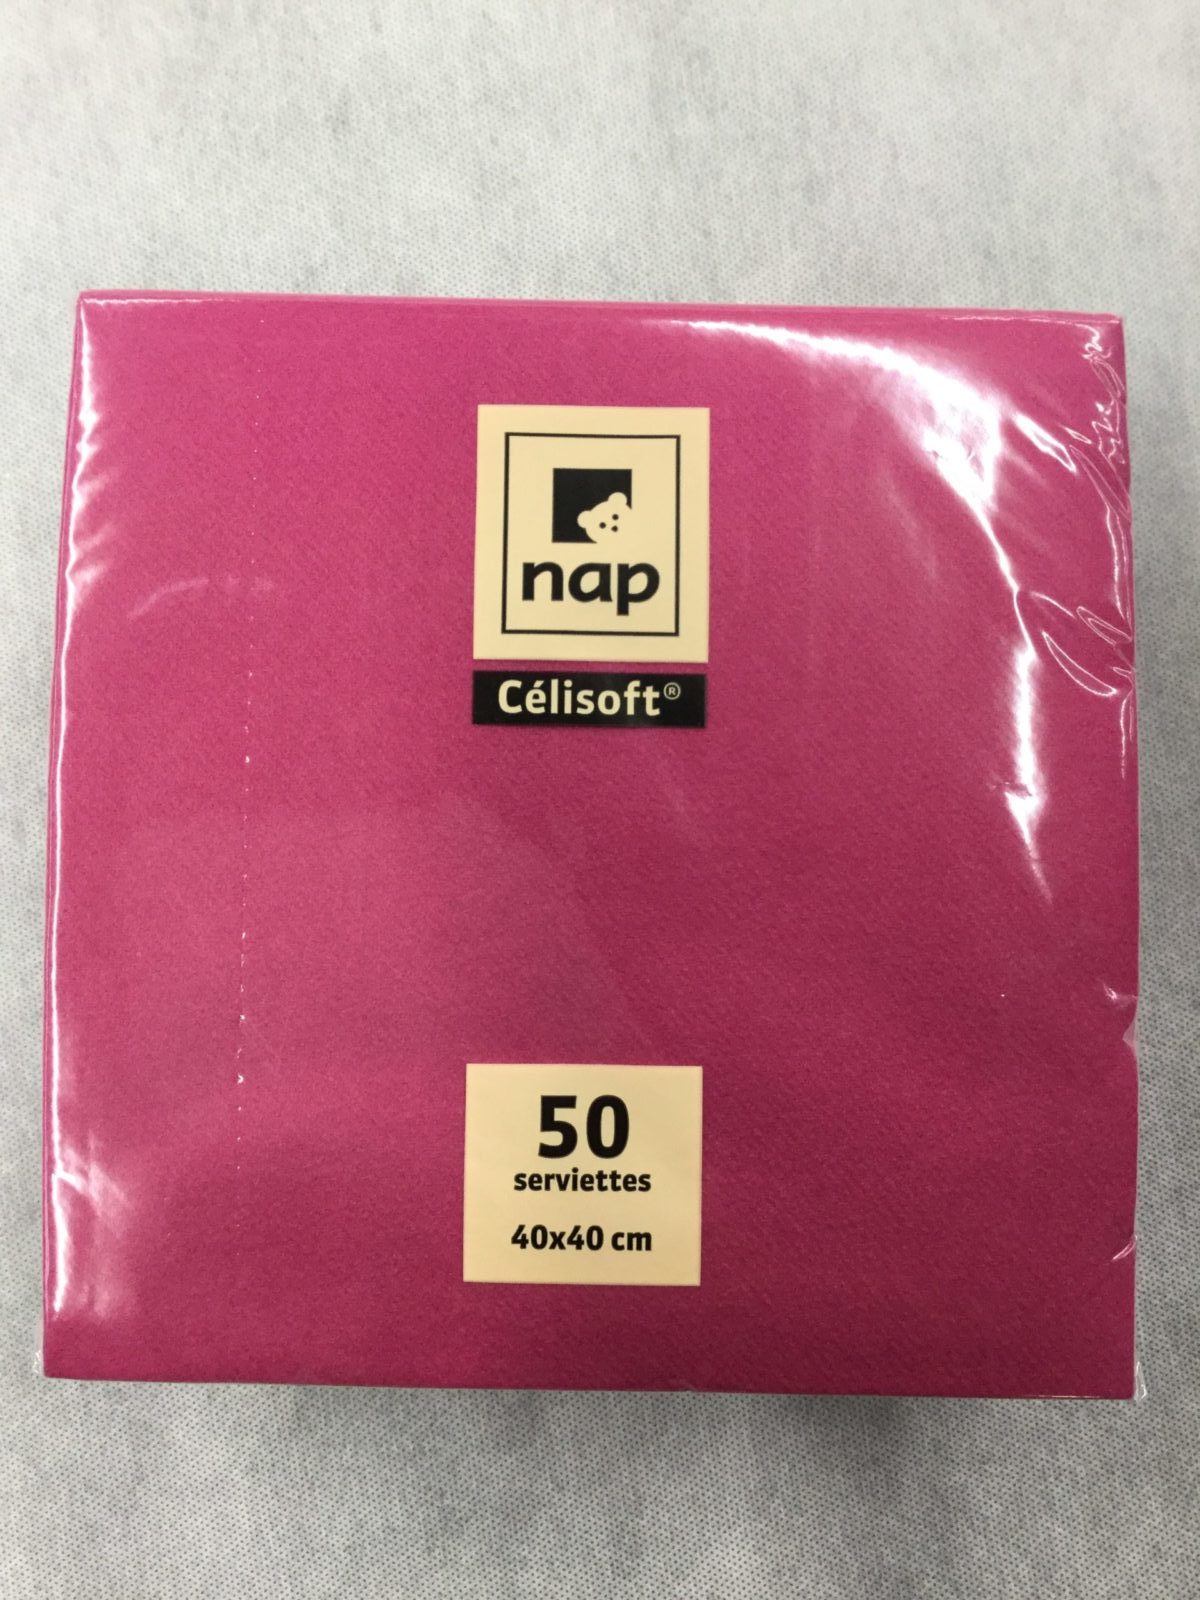 nap
Célisoft®
50
serviettes
40x40 cm